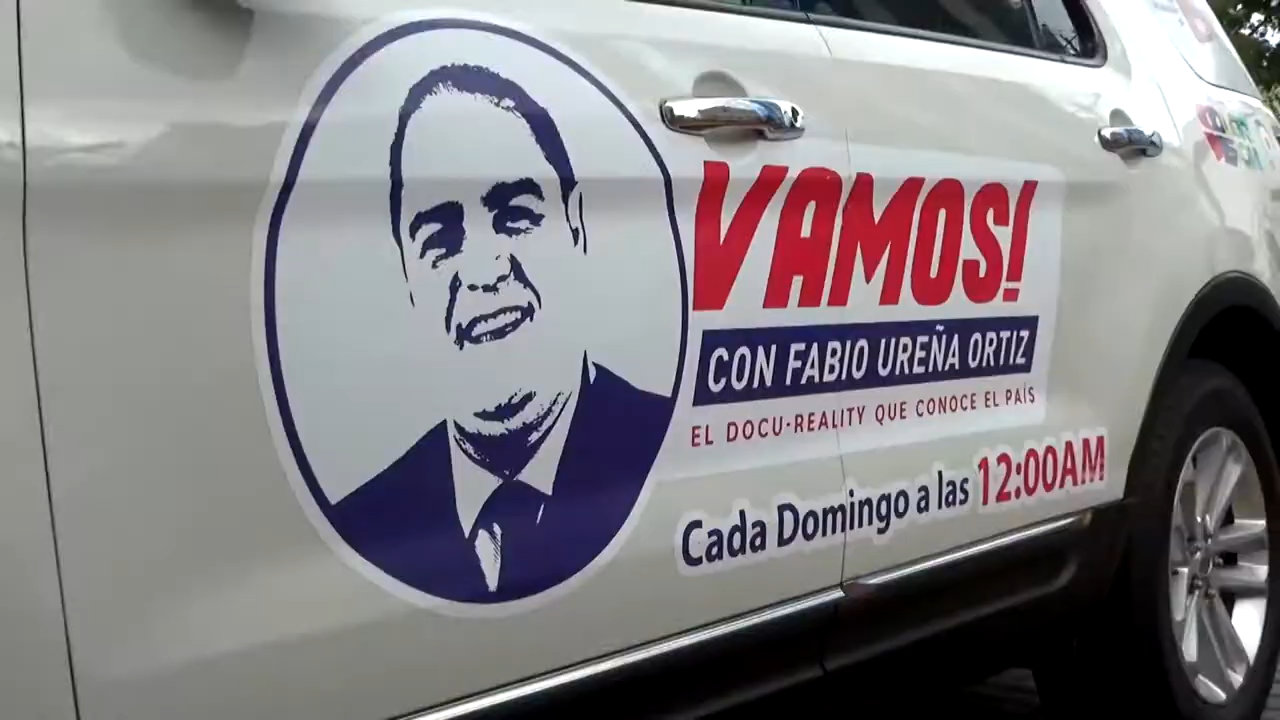 VAMOS!
CON FABIO UREÑA ORTIZ
EL DOCU·REALITY QUE CONOCE EL PAÍS
Cada Domingo a las 12:00AM